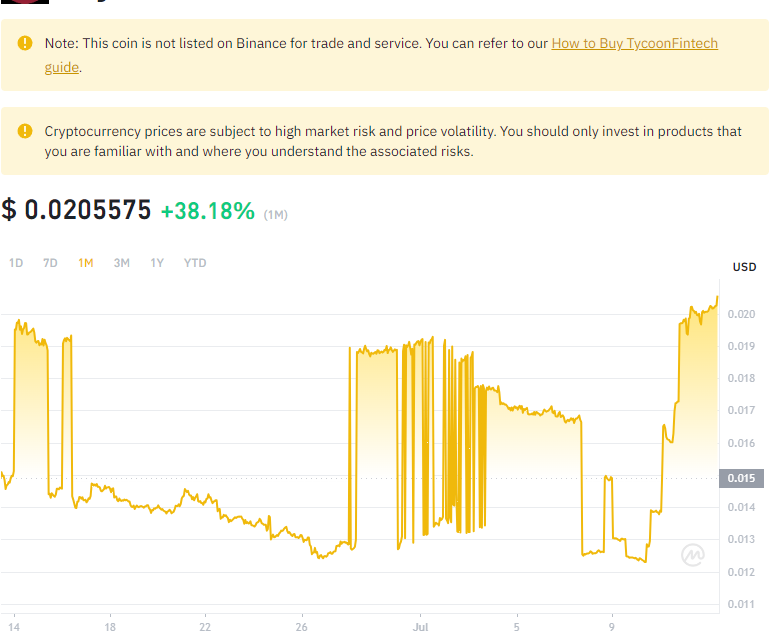 Note: This coin is not listed on Binance for trade and service. You can refer to our How to Buy TycoonFintech
guide.
Cryptocurrency prices are subject to high market risk and price volatility. You should only invest in products that
you are familiar with and where you understand the associated risks.
$ 0.0205575 +38.18% (1M)
1D 7D 1M 3M 1Y YTD
USD
0.020
0.019
0.018
0.017
0.016
0.015
0.014
0.013
0.012
0.011
14 18 22 26 Jul 5 9